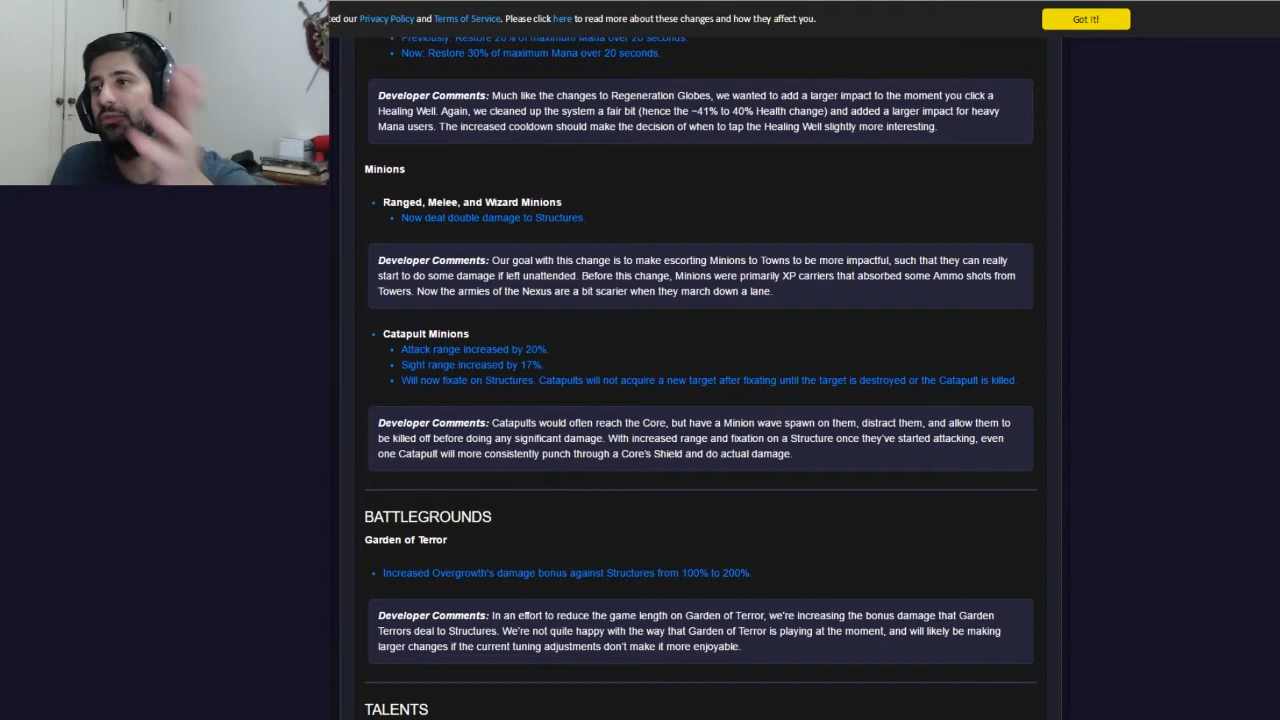 ted our Privacy Policy and Terms of Service. Please click here to read more about these changes and how they affect you.
Got it!
Previously: Restore 20% of maximum Mana over 20 seconds.
Now: Restore 30% of maximum Mana over 20 seconds.
Developer Comments: Much like the changes to Regeneration Globes, we wanted to add a larger impact to the moment you click a
Healing Well. Again, we cleaned up the system a fair bit (hence the ~41% to 40% Health change) and added a larger impact for heavy
Mana users. The increased cooldown should make the decision of when to tap the Healing Well slightly more interesting.
Minions
Ranged, Melee, and Wizard Minions
Now deal double damage to Structures.
Developer Comments: Our goal with this change is to make escorting Minions to Towns to be more impactful, such that they can really
start to do some damage if left unattended. Before this change, Minions were primarily XP carriers that absorbed some Ammo shots from
Towers. Now the armies of the Nexus are a bit scarier when they march down a lane.
Catapult Minions
Attack range increased by 20%.
Sight range increased by 17%.
Will now fixate on Structures. Catapults will not acquire a new target after fixating until the target is destroyed or the Catapult is killed.
Developer Comments: Catapults would often reach the Core, but have a Minion wave spawn on them, distract them, and allow them to
be killed off before doing any significant damage. With increased range and fixation on a Structure once they've started attacking, even
one Catapult will more consistently punch through a Core's Shield and do actual damage.
BATTLEGROUNDS
Garden of Terror
Increased Overgrowth's damage bonus against Structures from 100% to 200%.
Developer Comments: In an effort to reduce the game length on Garden of Terror, we're increasing the bonus damage that Garden
Terrors deal to Structures. We're not quite happy with the way that Garden of Terror is playing at the moment, and will likely be making
larger changes if the current tuning adjustments don't make it more enjoyable.
TALENTS